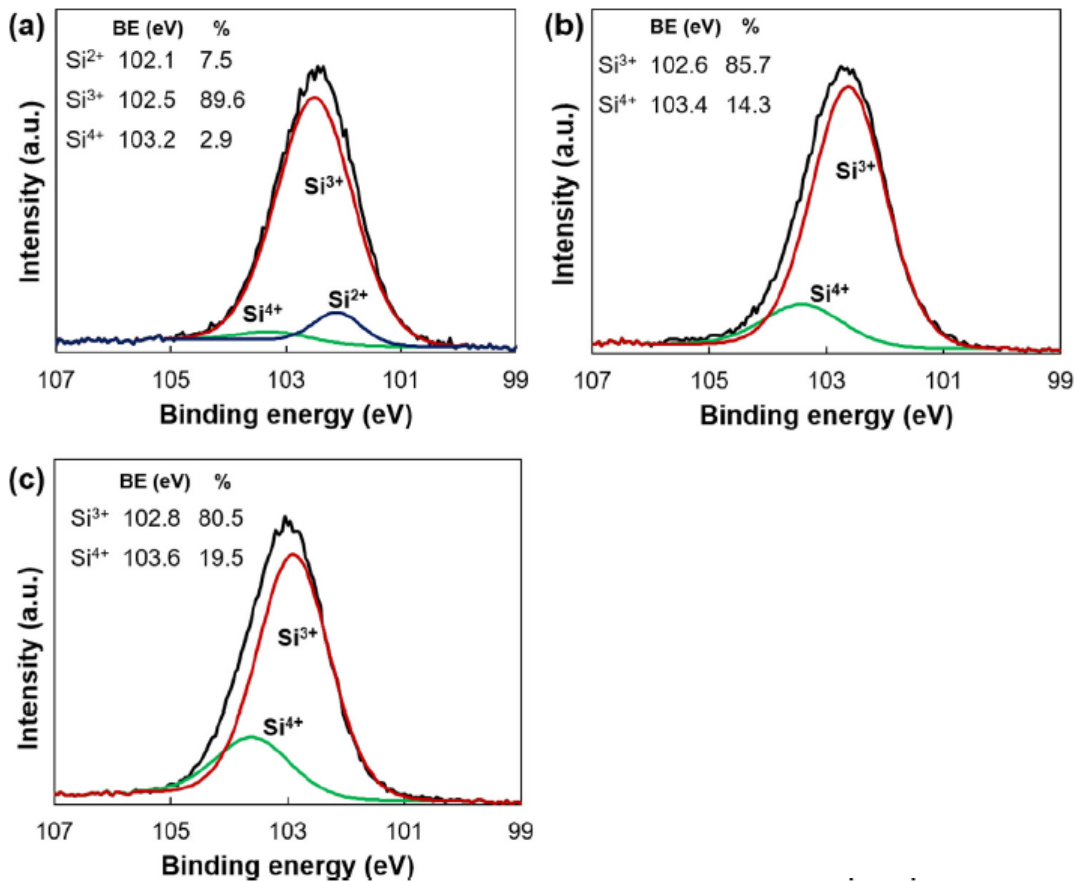 (a)
BE (eV) %
Si²⁺ 102.1 7.5
Si³⁺ 102.5 89.6
Si⁴⁺ 103.2 2.9
Si³⁺
Si⁴⁺
Si²⁺
Intensity (a.u.)
107 105 103 101 99
Binding energy (eV)
(b)
BE (eV) %
Si³⁺ 102.6 85.7
Si⁴⁺ 103.4 14.3
Si³⁺
Si⁴⁺
Intensity (a.u.)
107 105 103 101 99
Binding energy (eV)
(c)
BE (eV) %
Si³⁺ 102.8 80.5
Si⁴⁺ 103.6 19.5
Si³⁺
Si⁴⁺
Intensity (a.u.)
107 105 103 101 99
Binding energy (eV)